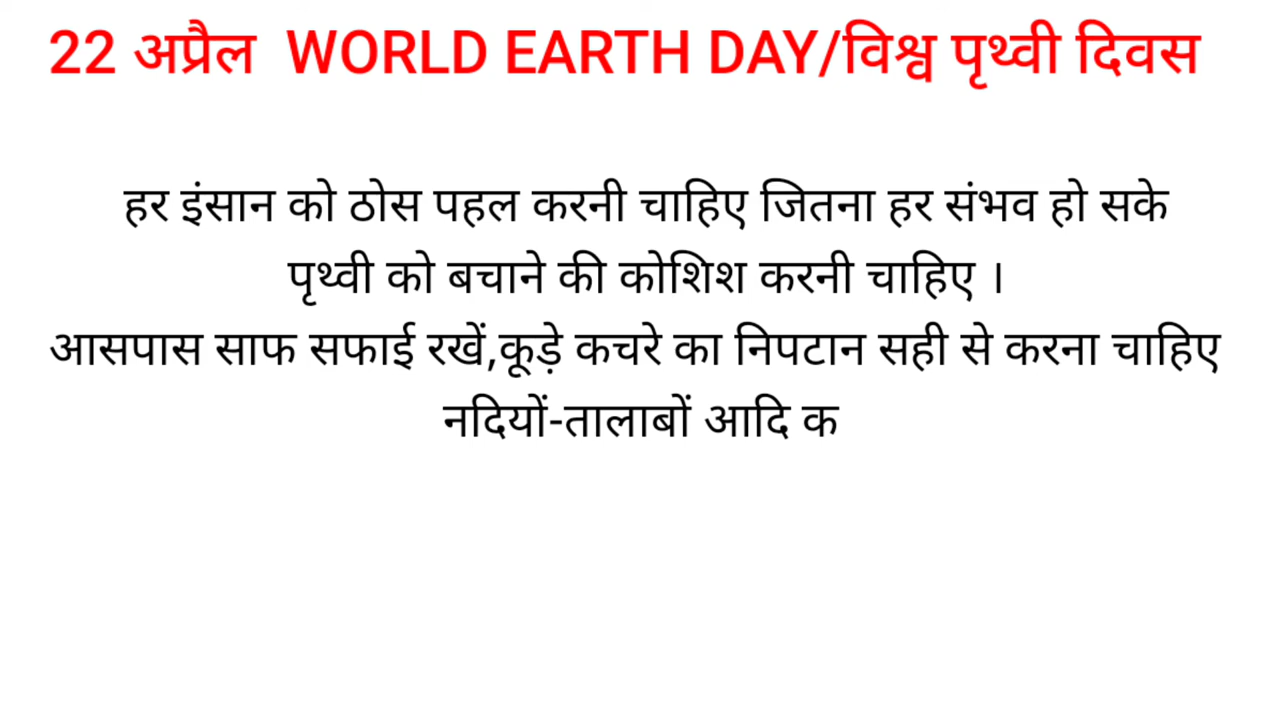 22 अप्रैल WORLD EARTH DAY/विश्व पृथ्वी दिवस
हर इंसान को ठोस पहल करनी चाहिए जितना हर संभव हो सके
पृथ्वी को बचाने की कोशिश करनी चाहिए ।
आसपास साफ सफाई रखें,कूड़े कचरे का निपटान सही से करना चाहिए
नदियों-तालाबों आदि क